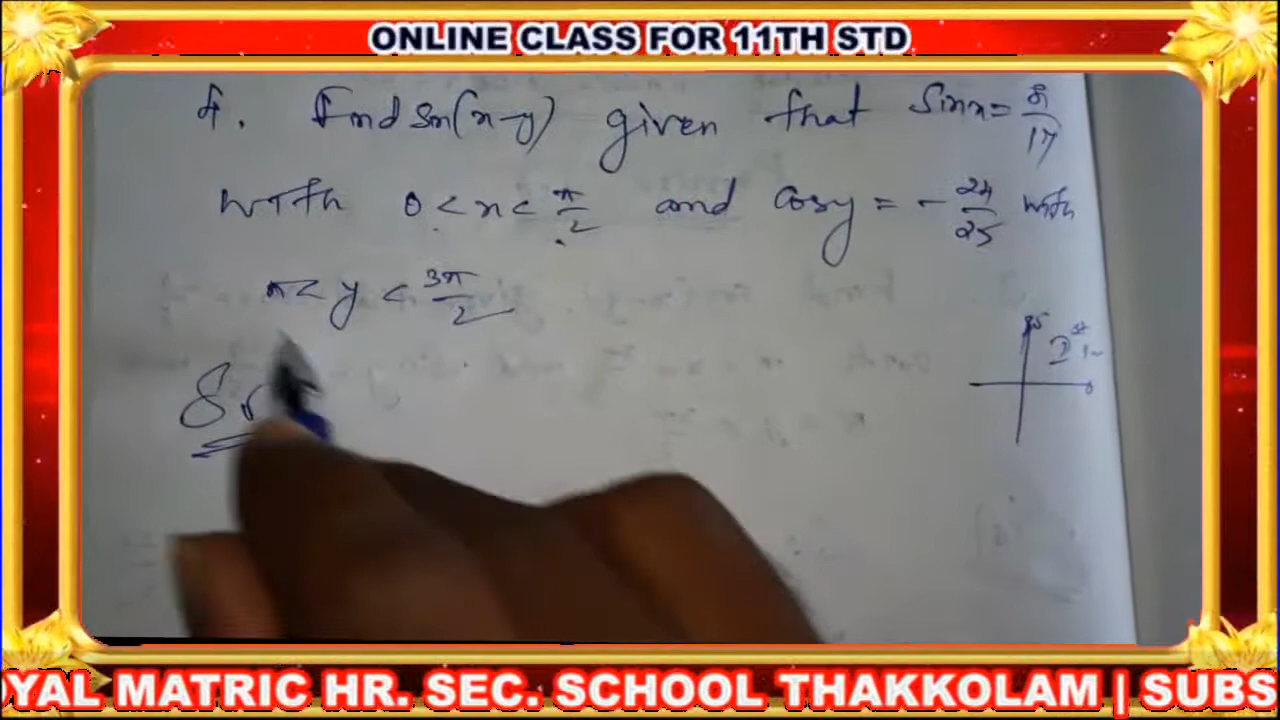 ONLINE CLASS FOR 11TH STD
4. Find Sin(x-y) given that Sinx = 8/17
with 0 < x < π/2 and Cosy = -24/25 with
π < y < 3π/2
I st
YAL MATRIC HR. SEC. SCHOOL THAKKOLAM | SUBS